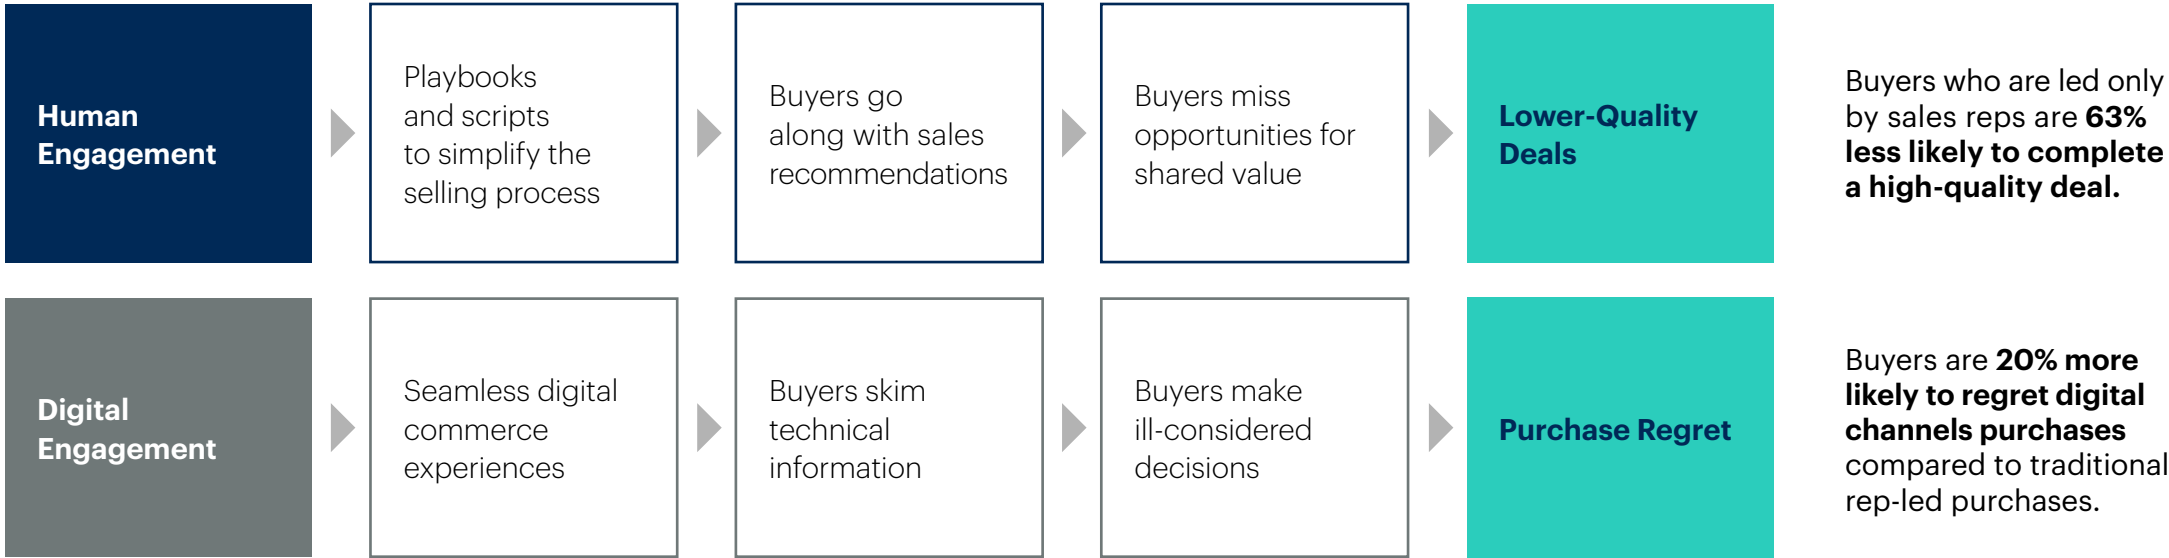 Human
Engagement
Playbooks
and scripts
to simplify the
selling process
Buyers go
along with sales
recommendations
Buyers miss
opportunities for
shared value
Lower-Quality
Deals
Buyers who are led only
by sales reps are 63%
less likely to complete
a high-quality deal.
Digital
Engagement
Seamless digital
commerce
experiences
Buyers skim
technical
information
Buyers make
ill-considered
decisions
Purchase Regret
Buyers are 20% more
likely to regret digital
channels purchases
compared to traditional
rep-led purchases.